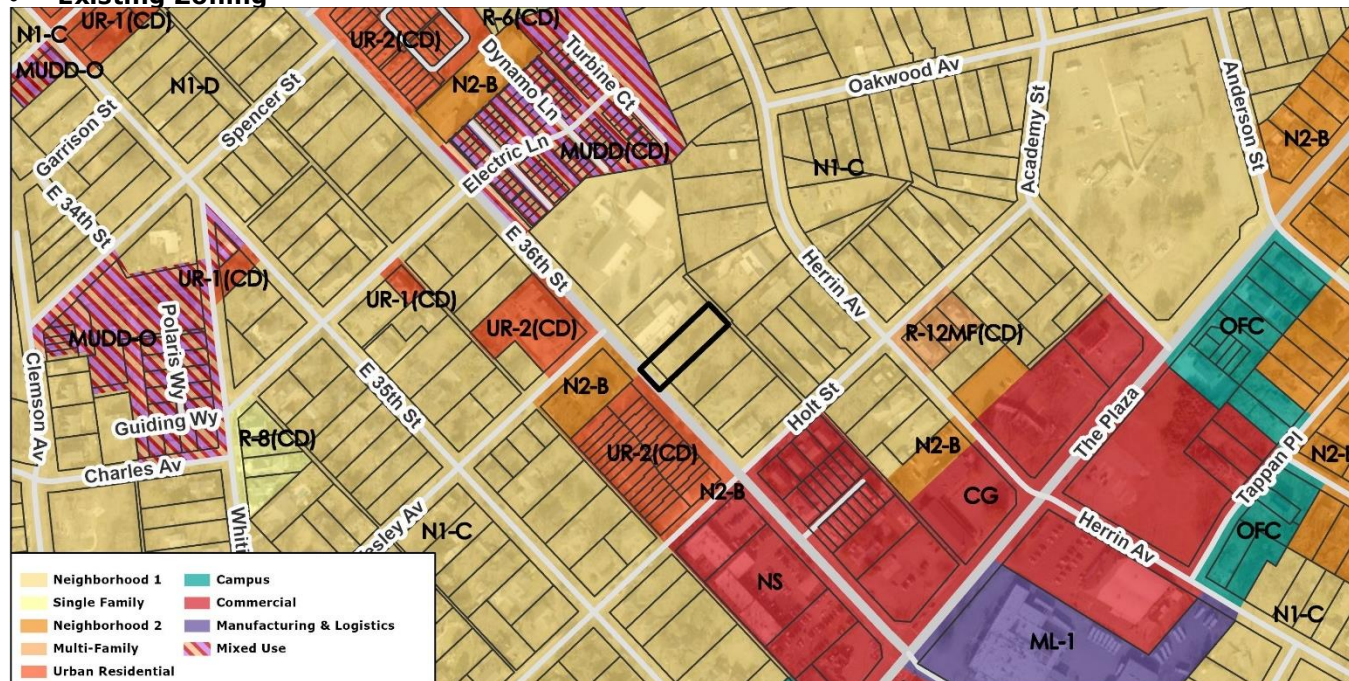 • Existing Zoning
UR-1(CD)
N1-C
MUDD-O
N1-D
Garrison St
Spencer St
E 34th St
UR-2(CD)
R-6(CD)
N2-B
Dynamo Ln
Turbine Ct
Electric Ln
MUDD(CD)
Oakwood Av
Academy St
Anderson St
N2-B
N1-C
Herrin Av
E 36th St
UR-1(CD)
UR-1(CD)
UR-2(CD)
MUDD-O
Polaris Wy
Clemson Av
Guiding Wy
E 35th St
N2-B
R-12MF(CD)
OFC
Holt St
The Plaza
R-8(CD)
Charles Av
UR-2(CD)
N2-B
N2-B
CG
Tappan Pl
N2-
Herrin Av
OFC
Whiti
esley Av
N1-C
NS
ML-1
N1-C
Neighborhood 1
Single Family
Neighborhood 2
Multi-Family
Urban Residential
Campus
Commercial
Manufacturing & Logistics
Mixed Use